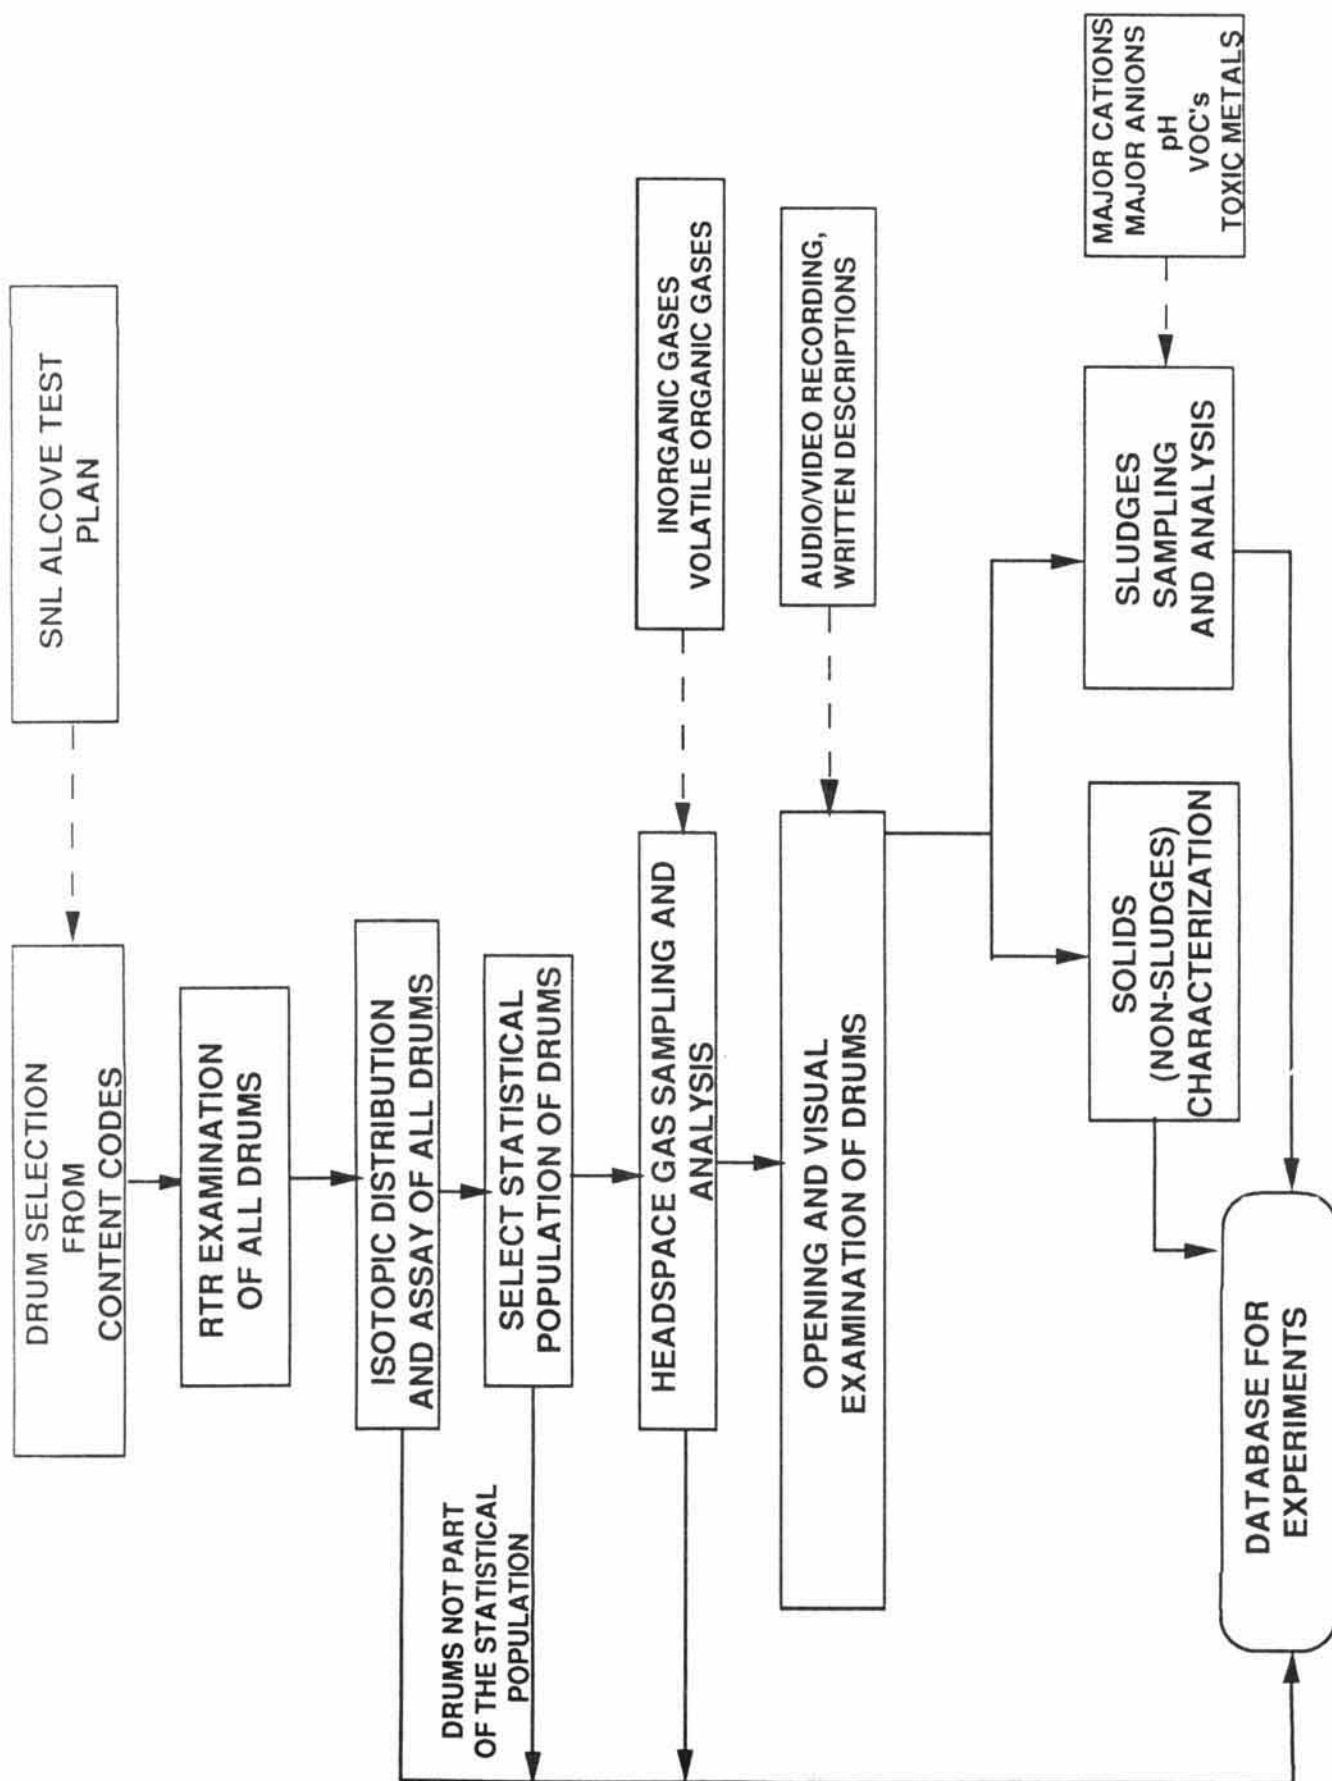 SNL ALCOVE TEST
PLAN
DRUM SELECTION
FROM
CONTENT CODES
RTR EXAMINATION
OF ALL DRUMS
ISOTOPIC DISTRIBUTION
AND ASSAY OF ALL DRUMS
SELECT STATISTICAL
POPULATION OF DRUMS
DRUMS NOT PART
OF THE STATISTICAL
POPULATION
INORGANIC GASES
VOLATILE ORGANIC GASES
HEADSPACE GAS SAMPLING AND
ANALYSIS
AUDIO/VIDEO RECORDING,
WRITTEN DESCRIPTIONS
OPENING AND VISUAL
EXAMINATION OF DRUMS
MAJOR CATIONS
MAJOR ANIONS
pH
VOC's
TOXIC METALS
SOLIDS
(NON-SLUDGES)
CHARACTERIZATION
SLUDGES
SAMPLING
AND ANALYSIS
DATABASE FOR
EXPERIMENTS